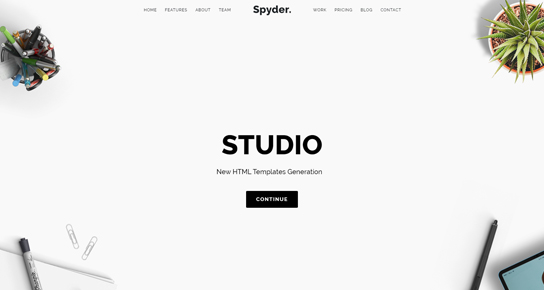 HOME FEATURES ABOUT TEAM Spyder. WORK PRICING BLOG CONTACT
STUDIO
New HTML Templates Generation
CONTINUE